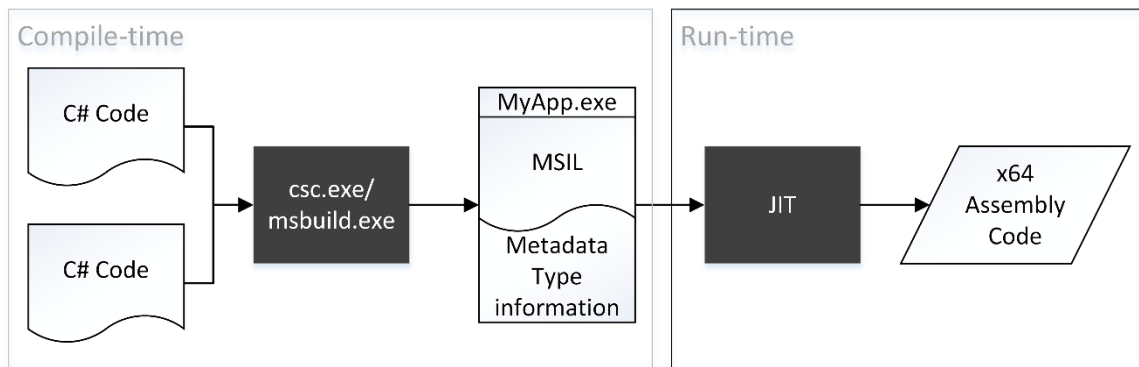 Compile-time
C# Code
C# Code
csc.exe/
msbuild.exe
MyApp.exe
MSIL
Metadata
Type
information
Run-time
JIT
x64
Assembly
Code